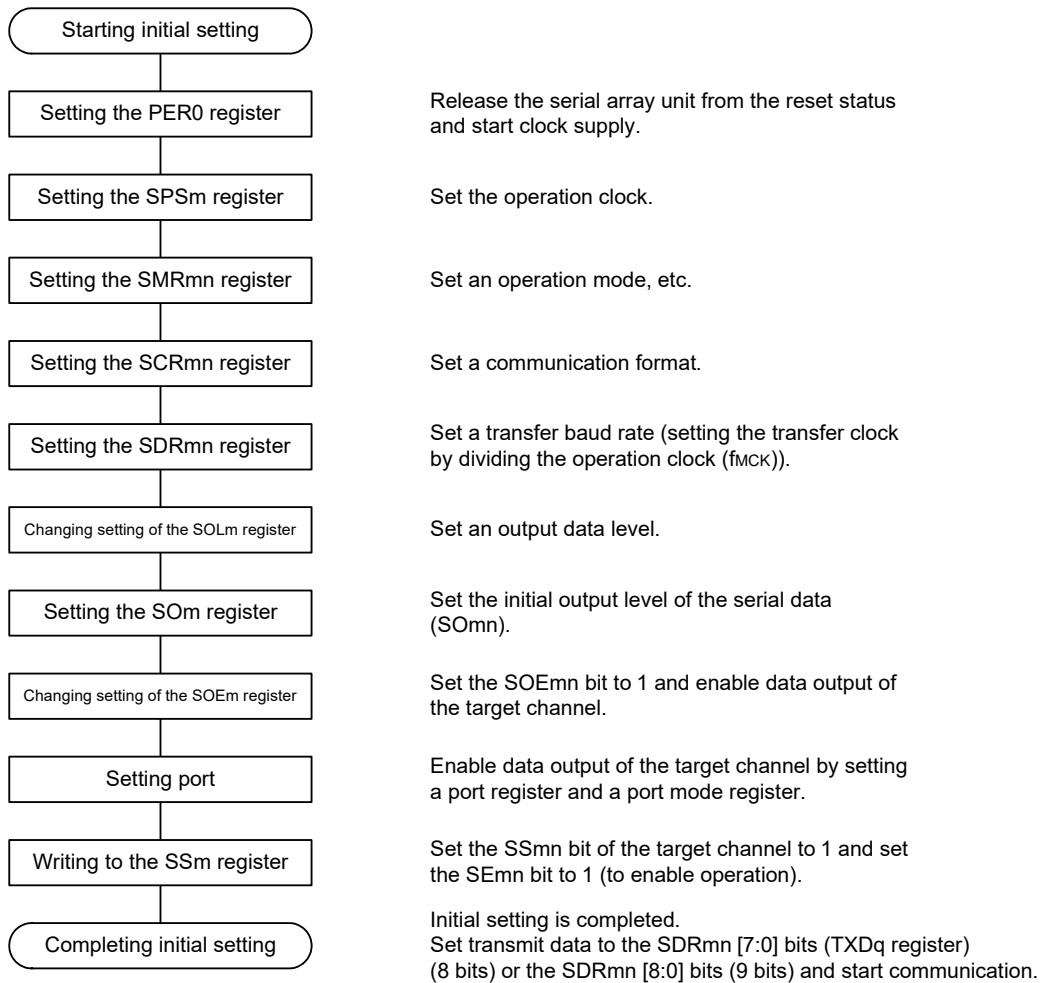 Starting initial setting
Setting the PER0 register
Release the serial array unit from the reset status
and start clock supply.
Setting the SPSm register
Set the operation clock.
Setting the SMRmn register
Set an operation mode, etc.
Setting the SCRmn register
Set a communication format.
Setting the SDRmn register
Set a transfer baud rate (setting the transfer clock
by dividing the operation clock (fMCK)).
Changing setting of the SOLm register
Set an output data level.
Setting the SOm register
Set the initial output level of the serial data
(SOmn).
Changing setting of the SOEm register
Set the SOEmn bit to 1 and enable data output of
the target channel.
Setting port
Enable data output of the target channel by setting
a port register and a port mode register.
Writing to the SSm register
Set the SSmn bit of the target channel to 1 and set
the SEmn bit to 1 (to enable operation).
Completing initial setting
Initial setting is completed.
Set transmit data to the SDRmn [7:0] bits (TXDq register)
(8 bits) or the SDRmn [8:0] bits (9 bits) and start communication.